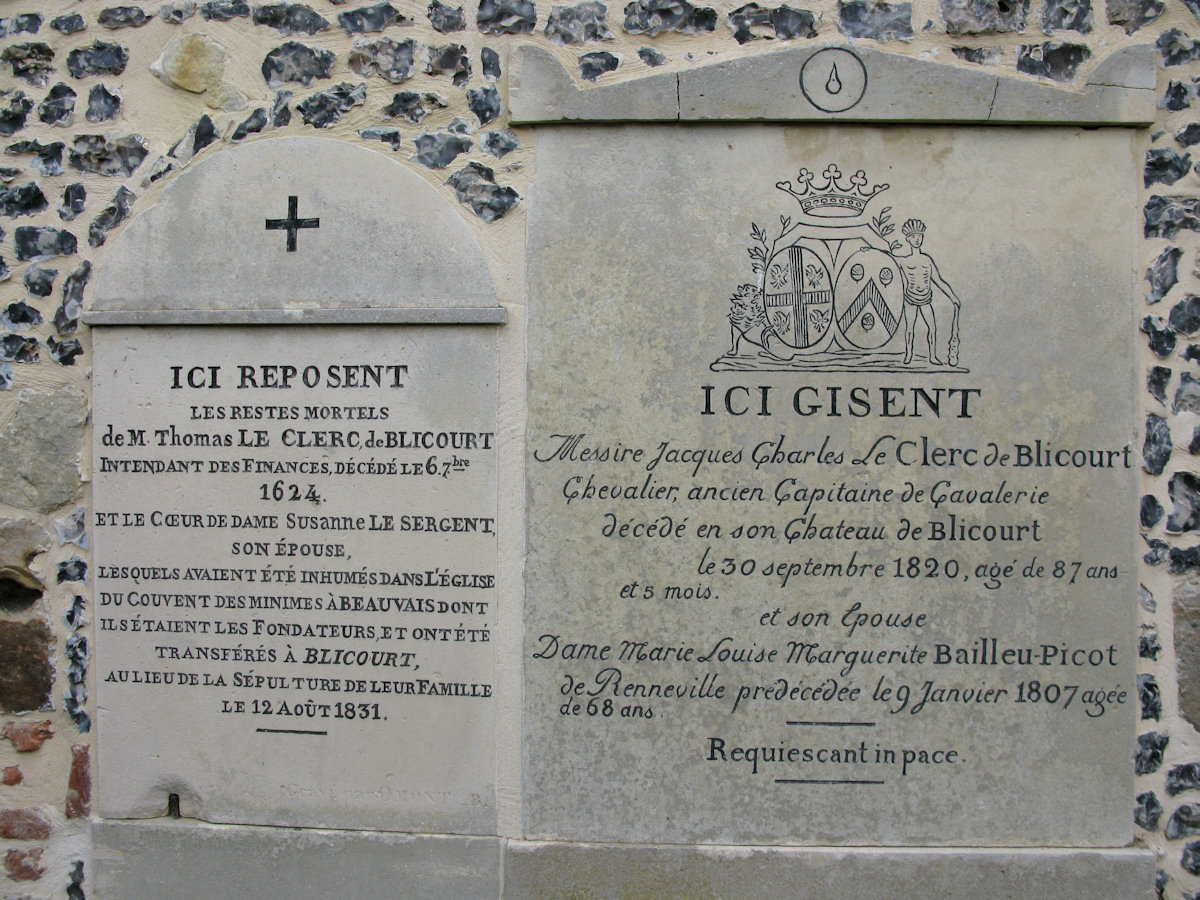 ICI REPOSENT
LES RESTES MORTELS
de M. Thomas LE CLERC, de BLICOURT
INTENDANT DES FINANCES, DÉCÉDÉ LE 6. 7bre
1624.
ET LE CŒUR DE DAME Susanne LE SERGENT,
SON ÉPOUSE,
LESQUELS AVAIENT ÉTÉ INHUMÉS DANS L'ÉGLISE
DU COUVENT DES MINIMES À BEAUVAIS DONT
ILS ÉTAIENT LES FONDATEURS, ET ONT ÉTÉ
TRANSFÉRÉS À BLICOURT,
AU LIEU DE LA SÉPULTURE DE LEUR FAMILLE
LE 12 AOÛT 1831.
ICI GISENT
Messire Jacques Charles Le Clerc de Blicourt
Chevalier, ancien Capitaine de Cavalerie
décédé en son Chateau de Blicourt
le 30 septembre 1820, agé de 87 ans
et 5 mois.
et son Epouse
Dame Marie Louise Marguerite Bailleu-Picot
de Renneville prédécédée le 9 Janvier 1807 agée
de 68 ans.
Requiescant in pace.